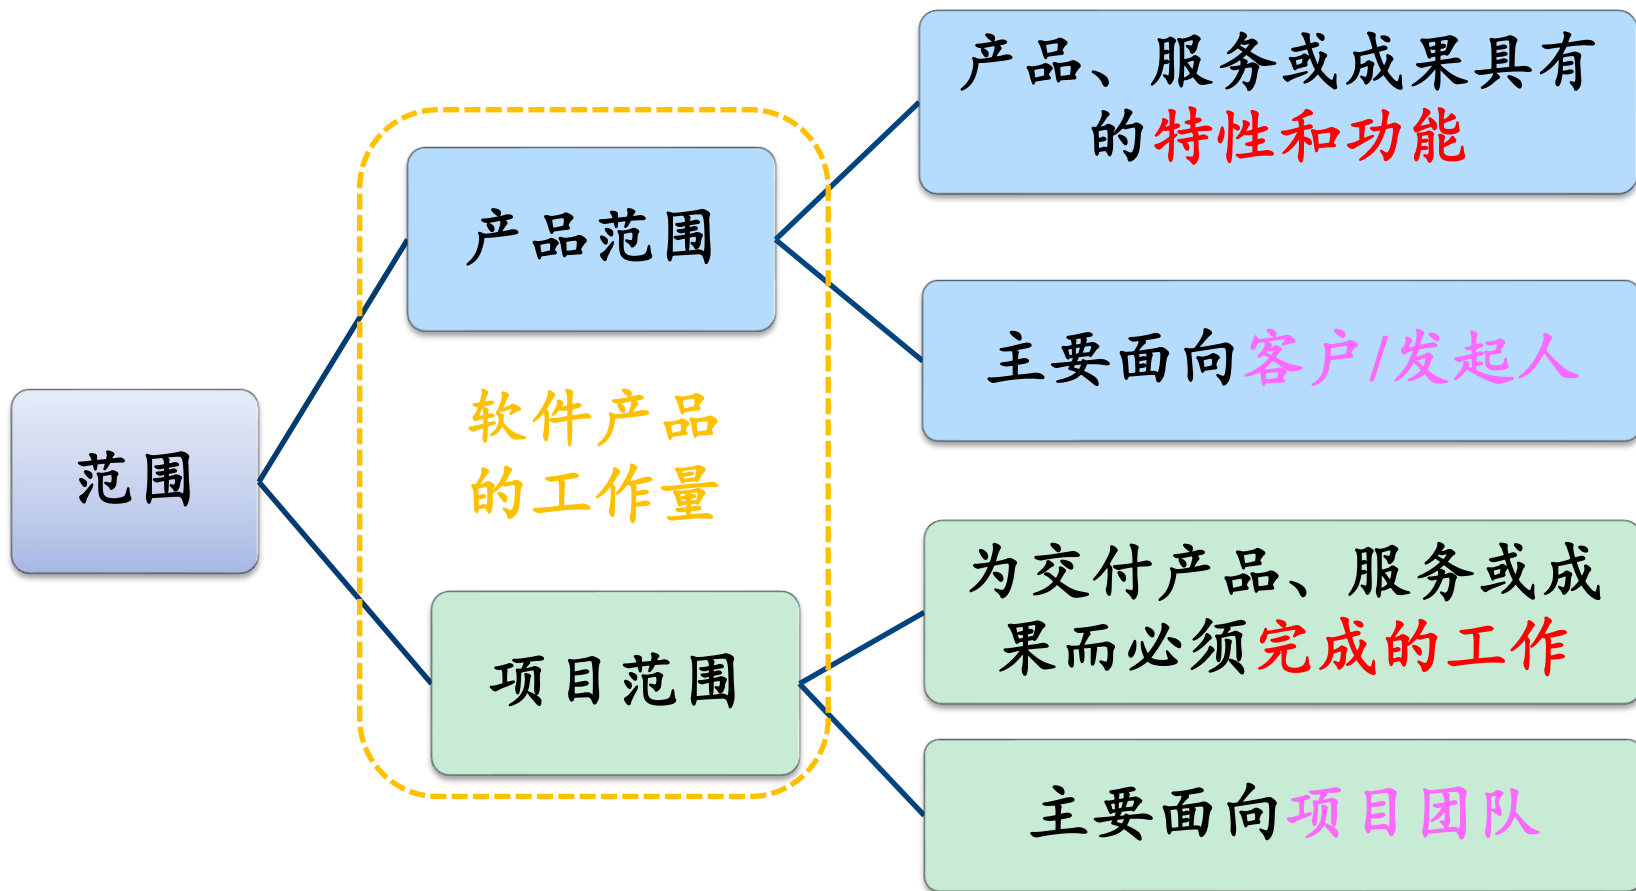 产品、服务或成果具有
的特性和功能
产品范围
主要面向客户/发起人
软件产品
的工作量
范围
为交付产品、服务或成
果而必须完成的工作
项目范围
主要面向项目团队